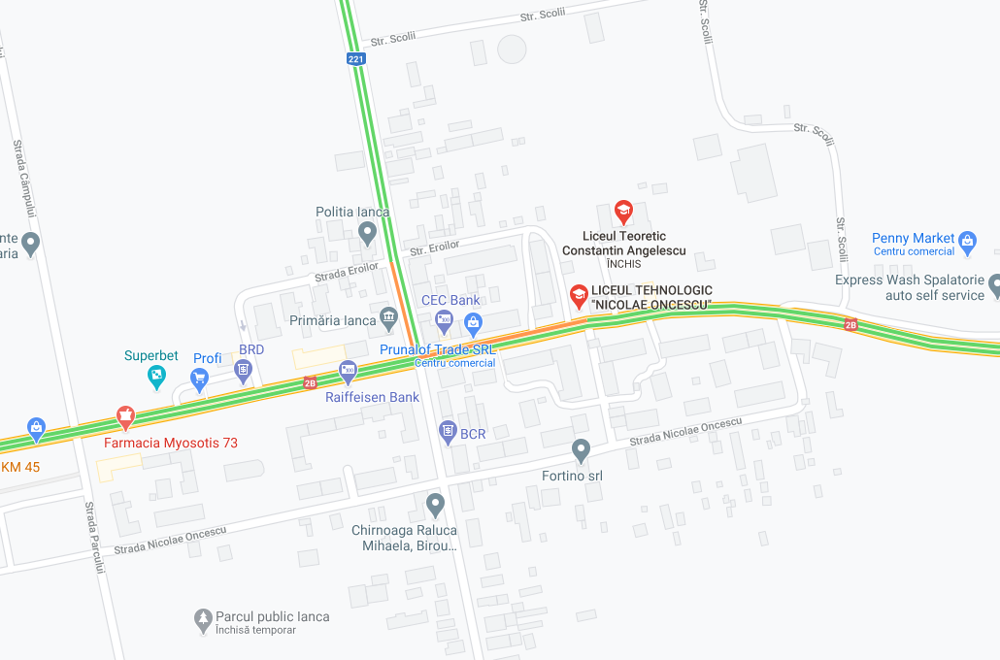 Str. Scolii
Str. Scolii
Str. Scolii
221
Str. Scolii
Strada Câmpului
Politia Ianca
Liceul Teoretic
Constantin Angelescu
ÎNCHIS
Str. Scolii
Penny Market
Centru comercial
Str. Eroilor
Strada Eroilor
Express Wash Spalatorie
auto self service
LICEUL TEHNOLOGIC
"NICOLAE ONCESCU"
CEC Bank
Primăria Ianca
2B
Prunalof Trade SRL
Centru comercial
BRD
Superbet
Profi
2B
Raiffeisen Bank
Farmacia Myosotis 73
BCR
Strada Nicolae Oncescu
KM 45
Fortino srl
Strada Parcului
Strada Nicolae Oncescu
Chirnoaga Raluca
Mihaela, Birou...
Parcul public Ianca
Închisă temporar